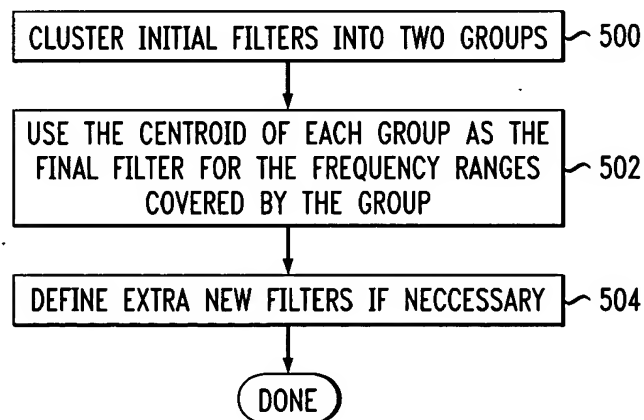 CLUSTER INITIAL FILTERS INTO TWO GROUPS 500
USE THE CENTROID OF EACH GROUP AS THE
FINAL FILTER FOR THE FREQUENCY RANGES 502
COVERED BY THE GROUP
DEFINE EXTRA NEW FILTERS IF NECCESSARY 504
DONE